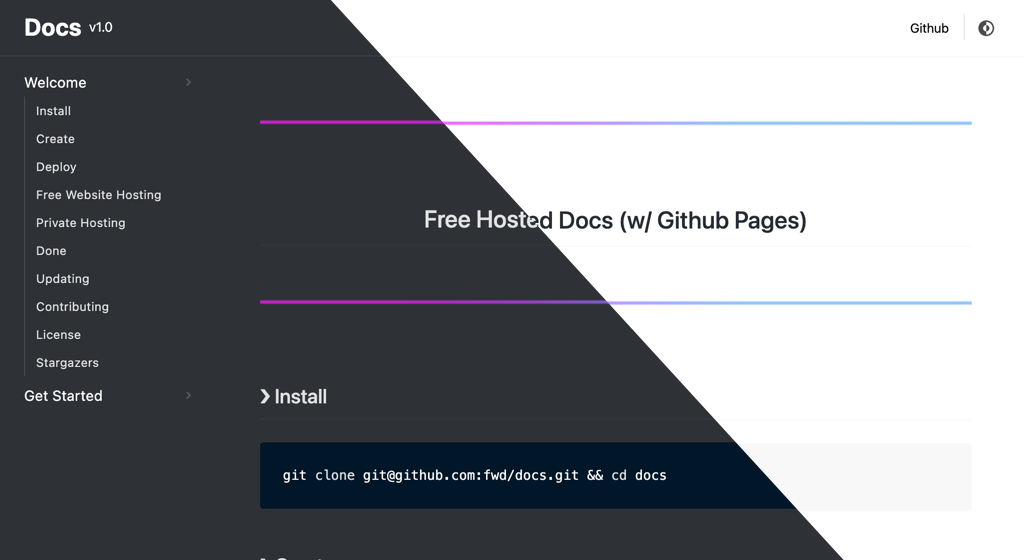 Docs v1.0
Github
Welcome
Install
Create
Deploy
Free Website Hosting
Private Hosting
Done
Updating
Contributing
License
Stargazers
Get Started
Free Hosted Docs (w/ Github Pages)
❯ Install
git clone git@github.com:fwd/docs.git && cd docs